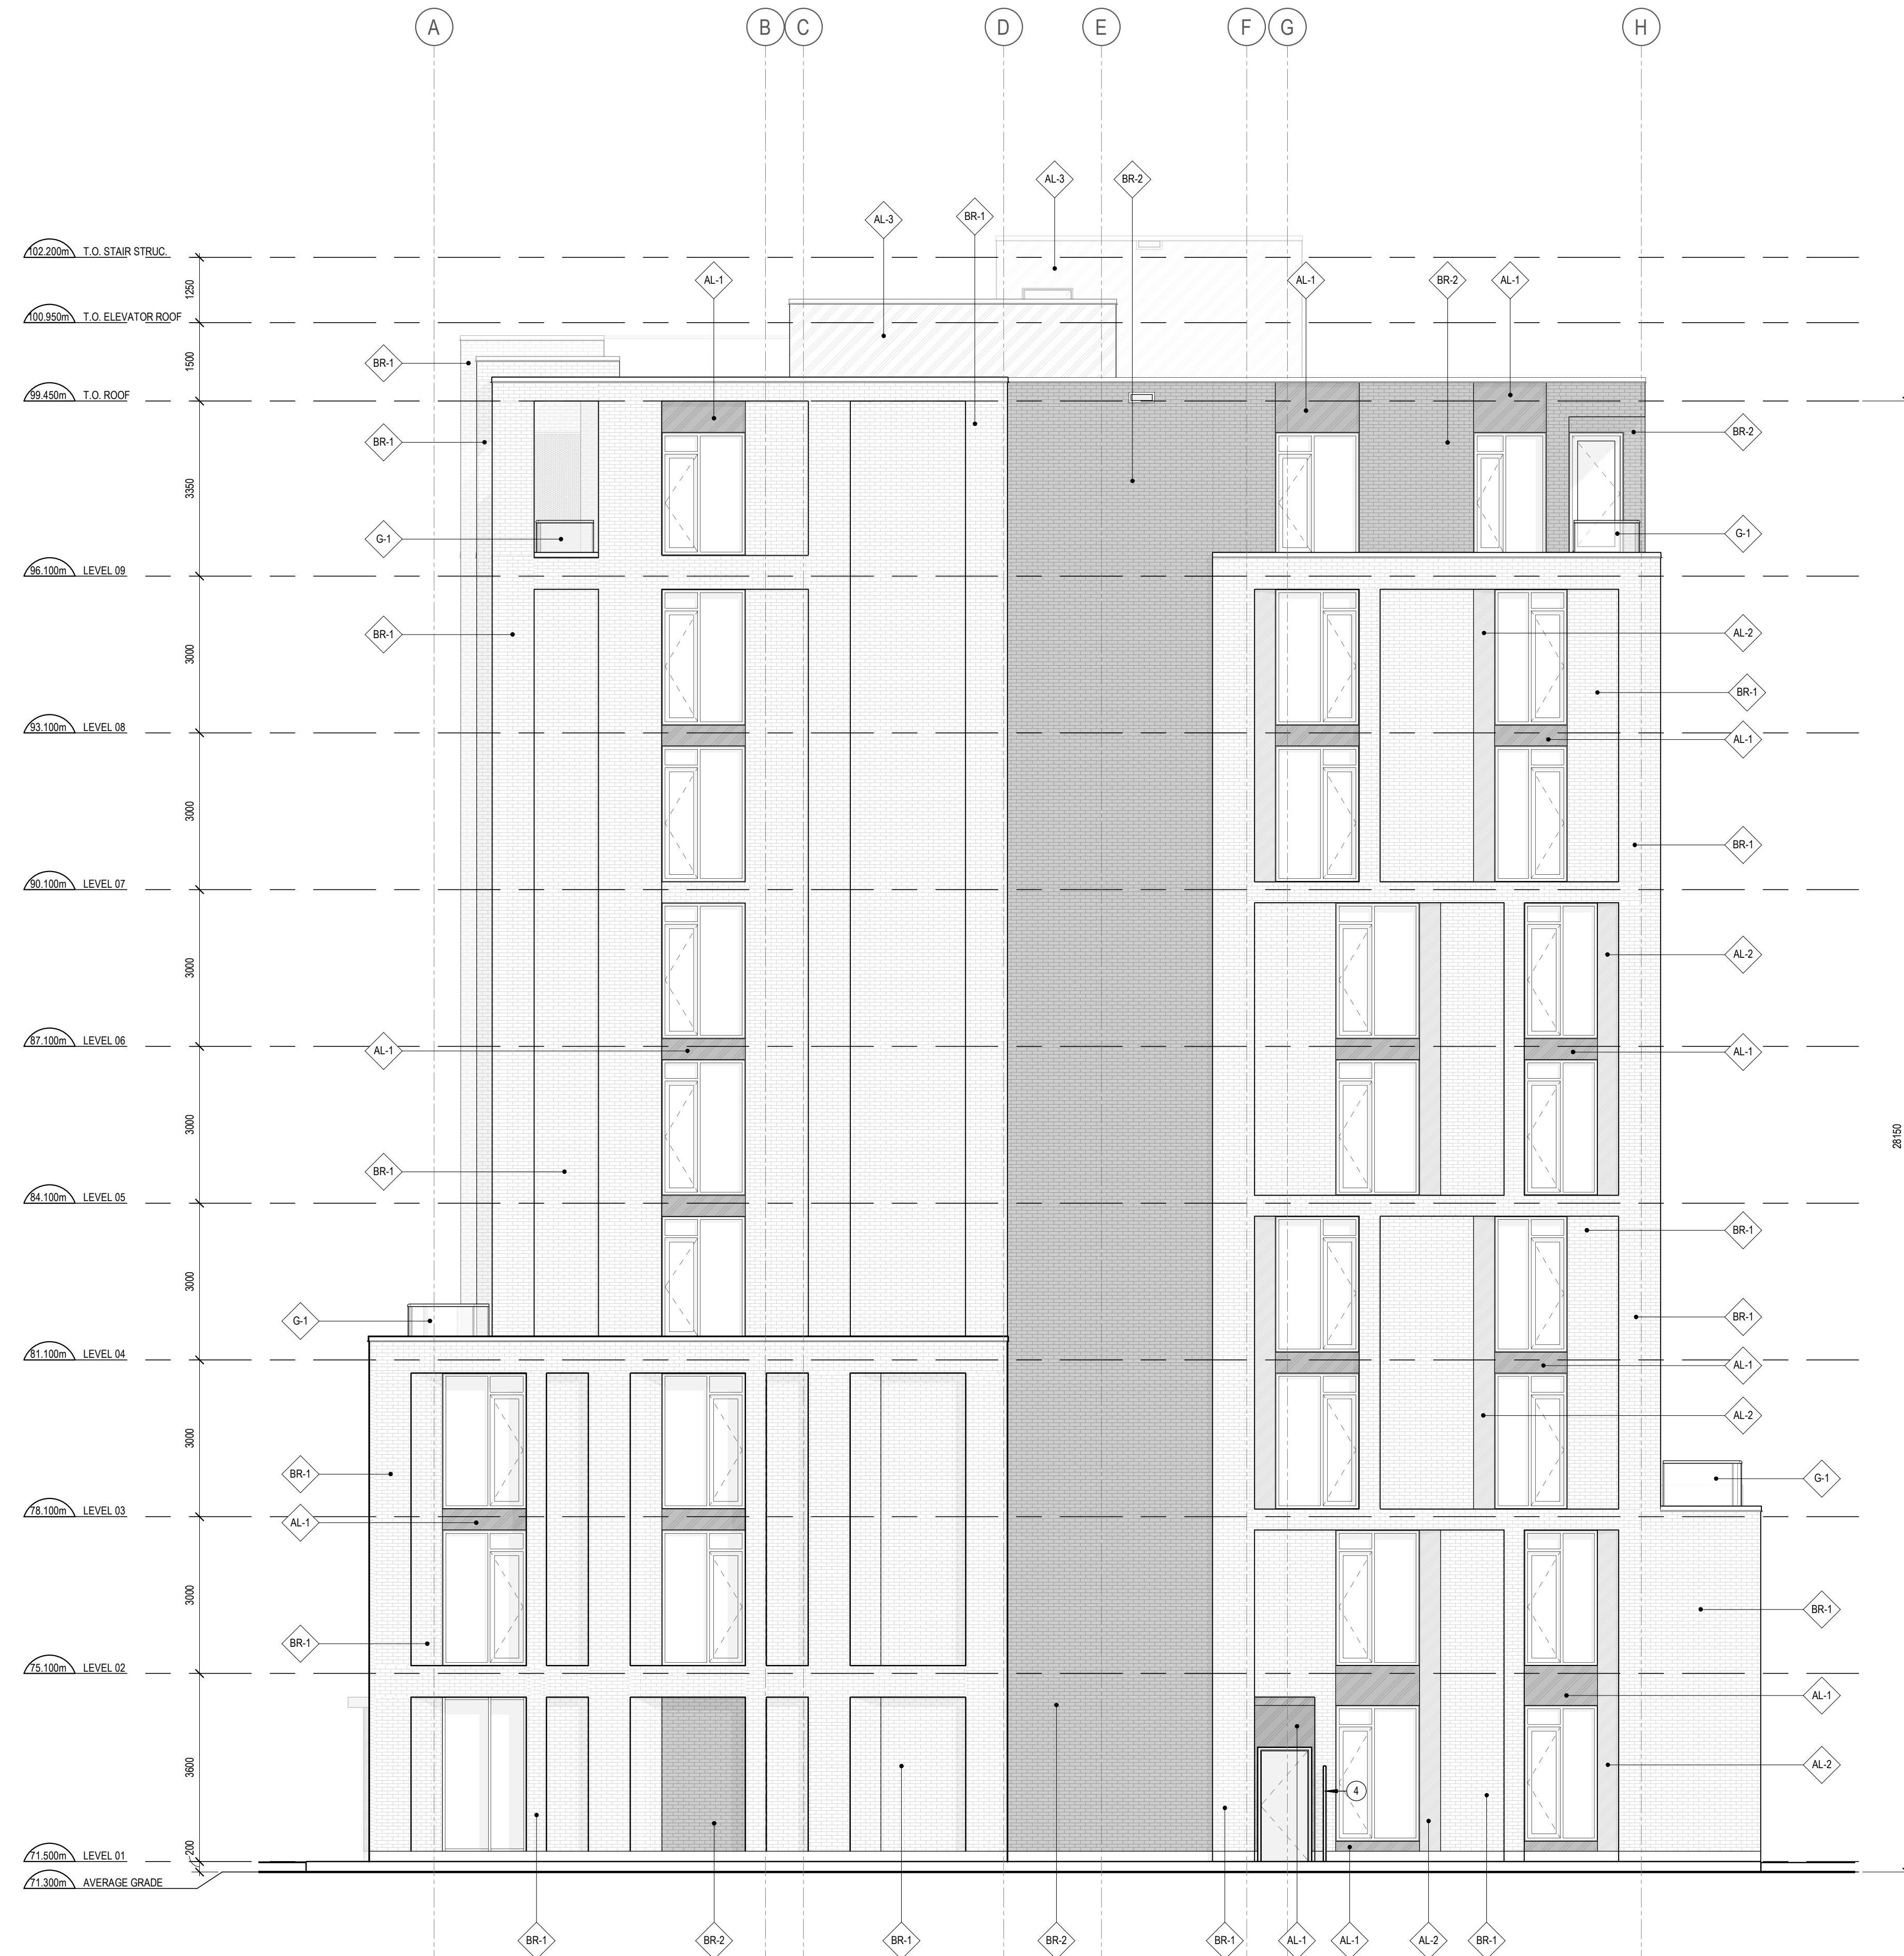 A B C D E F G H
AL-3 BR-2
AL-3 BR-1
102.200m T.O. STAIR STRUC.
1250
AL-1 AL-1 BR-2 AL-1
100.950m T.O. ELEVATOR ROOF
1500
BR-1
99.450m T.O. ROOF
BR-1 BR-2
3350
G-1 G-1
96.100m LEVEL 09
BR-1 AL-2
3000
BR-1
93.100m LEVEL 08
AL-1
3000
BR-1
90.100m LEVEL 07
AL-2
3000
87.100m LEVEL 06
AL-1 AL-1
3000
28150
BR-1
84.100m LEVEL 05
BR-1
3000
G-1 BR-1
81.100m LEVEL 04
AL-1
AL-2
3000
BR-1 G-1
78.100m LEVEL 03
AL-1
3000
BR-1
BR-1
75.100m LEVEL 02
AL-1
3600
AL-2
4
200
71.500m LEVEL 01
71.300m AVERAGE GRADE
BR-1 BR-2 BR-1 BR-2 BR-1 AL-1 AL-1 AL-2 BR-1